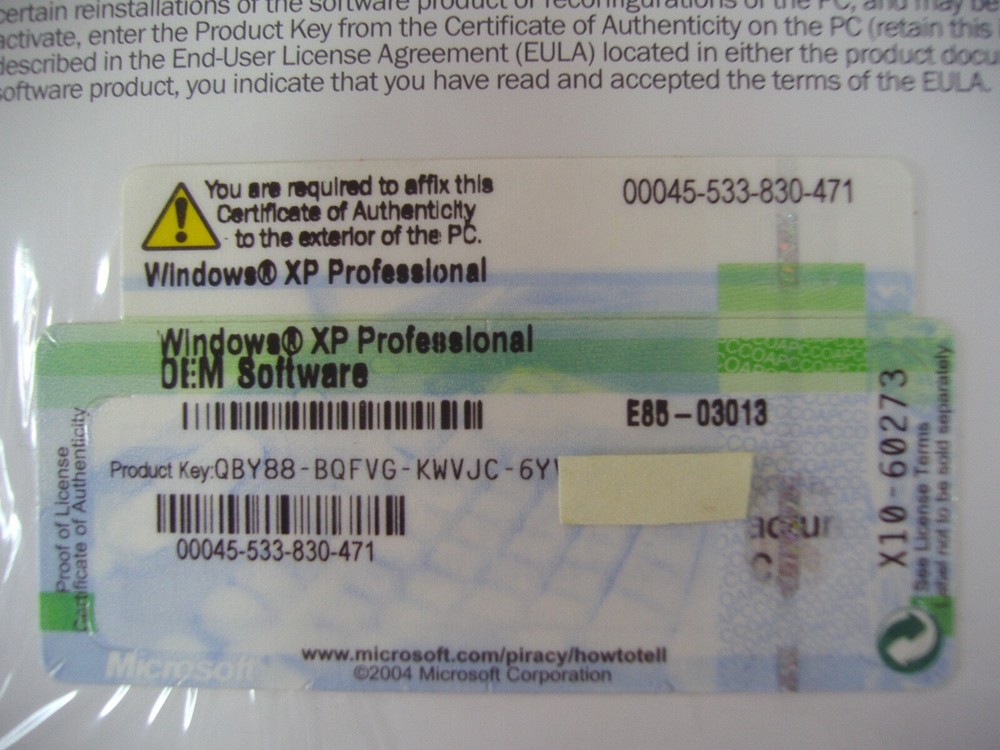 certain reinstallations of the software product or reconfigurations of the PC, and may be
activate, enter the Product Key from the Certificate of Authenticity on the PC (retain this
described in the End-User License Agreement (EULA) located in either the product docu
software product, you indicate that you have read and accepted the terms of the EULA.
You are required to affix this
Certificate of Authenticity
to the exterior of the PC.
00045-533-830-471
Windows® XP Professional
Windows® XP Professional
OEM Software
E85-03013
Product Key:QBY88-BQFVG-KWVJC-6Y
00045-533-830-471
Proof of License
Certificate of Authenticity
X10-60273
See License Terms
Label not to be sold separately.
Microsoft
www.microsoft.com/piracy/howtotell
©2004 Microsoft Corporation